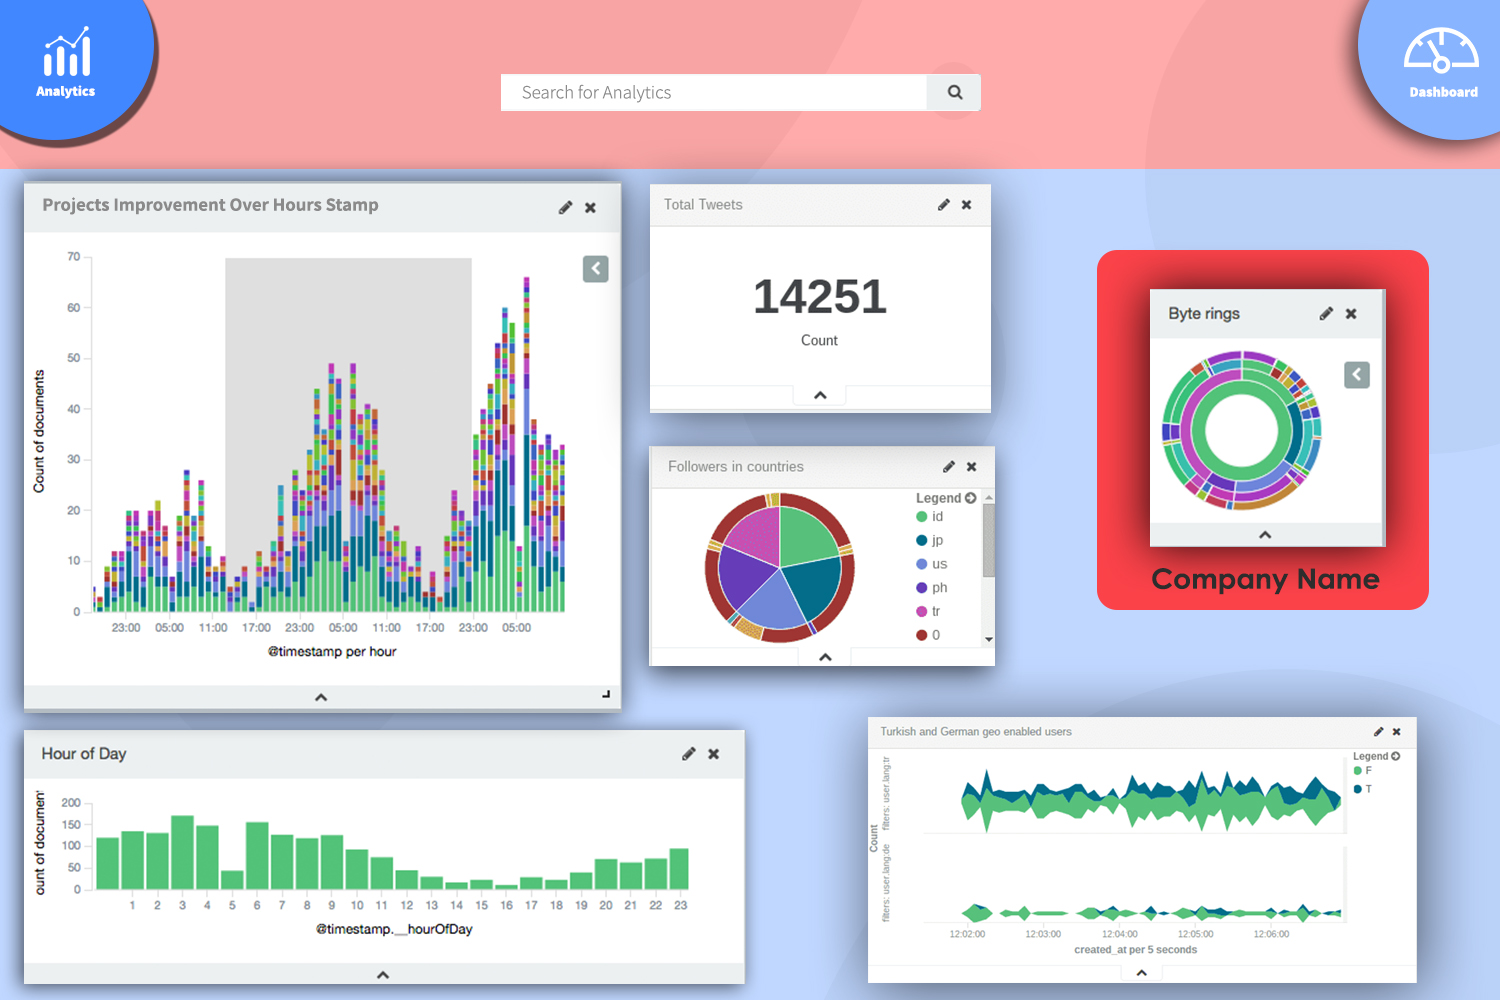 Analytics
Search for Analytics
Dashboard
Projects Improvement Over Hours Stamp
70
60
50
40
30
20
10
0
Count of documents
23:00 05:00 11:00 17:00 23:00 05:00 11:00 17:00 23:00 05:00
@timestamp per hour
Total Tweets
14251
Count
Followers in countries
Legend
id
jp
us
ph
tr
0
Byte rings
Company Name
Hour of Day
200
150
100
50
0
ount of documen
1 2 3 4 5 6 7 8 9 10 11 12 13 14 15 16 17 18 19 20 21 22 23
@timestamp.__hourOfDay
Turkish and German geo enabled users
Legend
F
T
Count
filters: user.lang:tr
filters: user.lang:de
12:02:00 12:03:00 12:04:00 12:05:00 12:06:00
created_at per 5 seconds